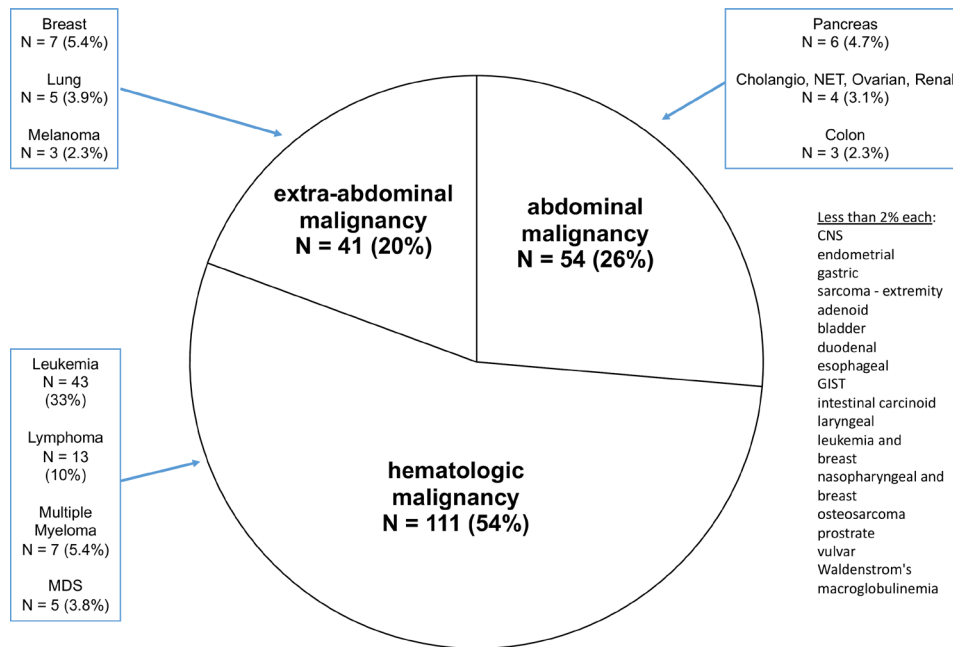 Breast
N = 7 (5.4%)
Lung
N = 5 (3.9%)
Melanoma
N = 3 (2.3%)
Pancreas
N = 6 (4.7%)
Cholangio, NET, Ovarian, Renal
N = 4 (3.1%)
Colon
N = 3 (2.3%)
extra-abdominal
malignancy
N = 41 (20%)
abdominal
malignancy
N = 54 (26%)
Less than 2% each:
CNS
endometrial
gastric
sarcoma - extremity
adenoid
bladder
duodenal
esophageal
GIST
intestinal carcinoid
laryngeal
leukemia and
breast
nasopharyngeal and
breast
osteosarcoma
prostrate
vulvar
Waldenstrom's
macroglobulinemia
Leukemia
N = 43
(33%)
Lymphoma
N = 13
(10%)
Multiple
Myeloma
N = 7 (5.4%)
MDS
N = 5 (3.8%)
hematologic
malignancy
N = 111 (54%)